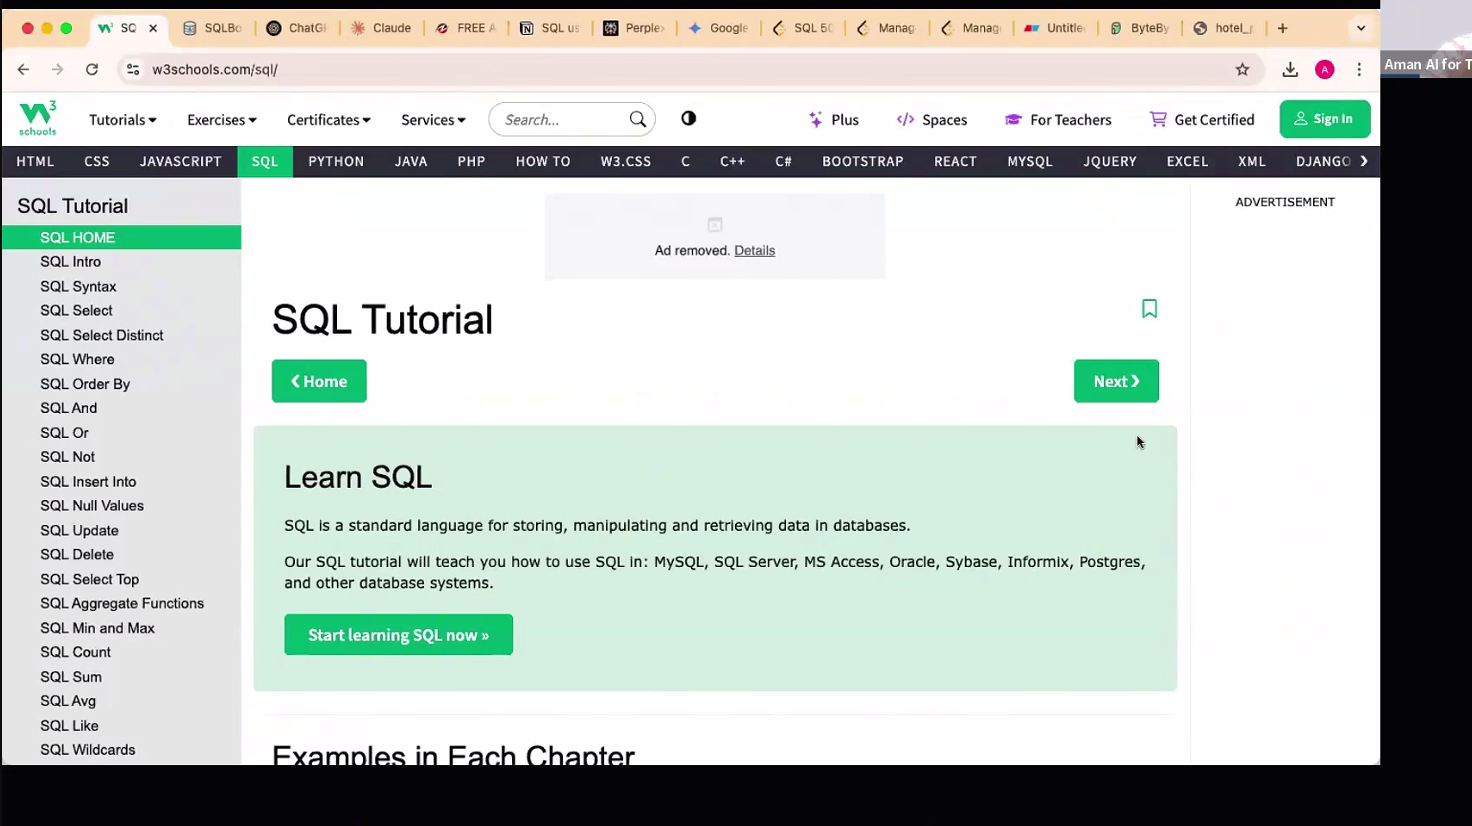 SQ
SQLBo
ChatGI
Claude
FREE A
SQL us
Perple
Google
SQL 50
Manag
Manag
Untitle
ByteBy
hotel_r
w3schools.com/sql/
A
Aman AI for T
W3
schools
Tutorials
Exercises
Certificates
Services
Search...
Plus
Spaces
For Teachers
Get Certified
Sign In
HTML CSS JAVASCRIPT SQL PYTHON JAVA PHP HOW TO W3.CSS C C++ C# BOOTSTRAP REACT MYSQL JQUERY EXCEL XML DJANGO
SQL Tutorial
SQL HOME
SQL Intro
SQL Syntax
SQL Select
SQL Select Distinct
SQL Where
SQL Order By
SQL And
SQL Or
SQL Not
SQL Insert Into
SQL Null Values
SQL Update
SQL Delete
SQL Select Top
SQL Aggregate Functions
SQL Min and Max
SQL Count
SQL Sum
SQL Avg
SQL Like
SQL Wildcards
Ad removed. Details
ADVERTISEMENT
SQL Tutorial
❮ Home
Next ❯
Learn SQL
SQL is a standard language for storing, manipulating and retrieving data in databases.
Our SQL tutorial will teach you how to use SQL in: MySQL, SQL Server, MS Access, Oracle, Sybase, Informix, Postgres,
and other database systems.
Start learning SQL now »
Examples in Each Chapter